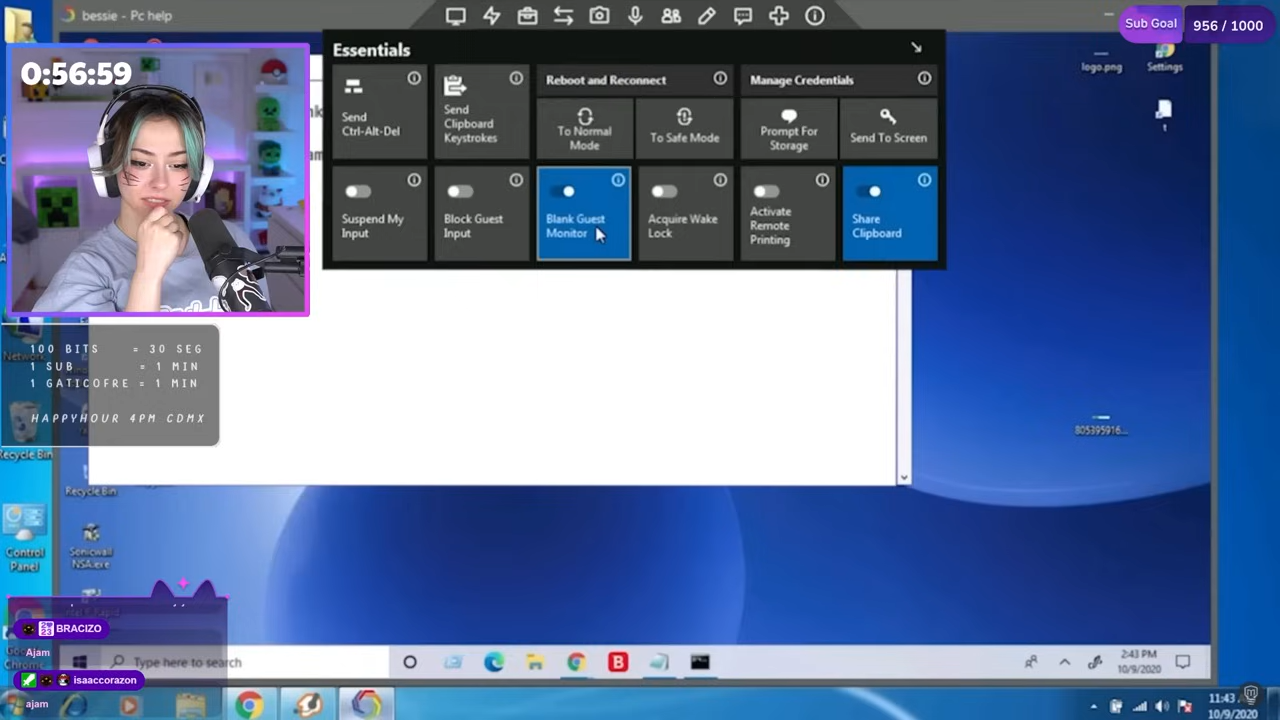 bessie - Pc help
Sub Goal
956 / 1000
0:56:59
Essentials
Send
Ctrl-Alt-Del
Send
Clipboard
Keystrokes
Reboot and Reconnect
To Normal
Mode
To Safe Mode
Manage Credentials
Prompt For
Storage
Send To Screen
Suspend My
Input
Block Guest
Input
Blank Guest
Monitor
Acquire Wake
Lock
Activate
Remote
Printing
Share
Clipboard
logo.png
Settings
t
100 BITS = 30 SEG
1 SUB = 1 MIN
1 GATICOFRE = 1 MIN
HAPPYHOUR 4PM CDMX
Network
Recycle Bin
Control
Panel
Chrome
Recycle Bin
Sonicwall
NSA.exe
805395916...
BRACIZO
Ajam
isaaccorazon
ajam
Type here to search
2:43 PM
10/9/2020
11:43
10/9/2020